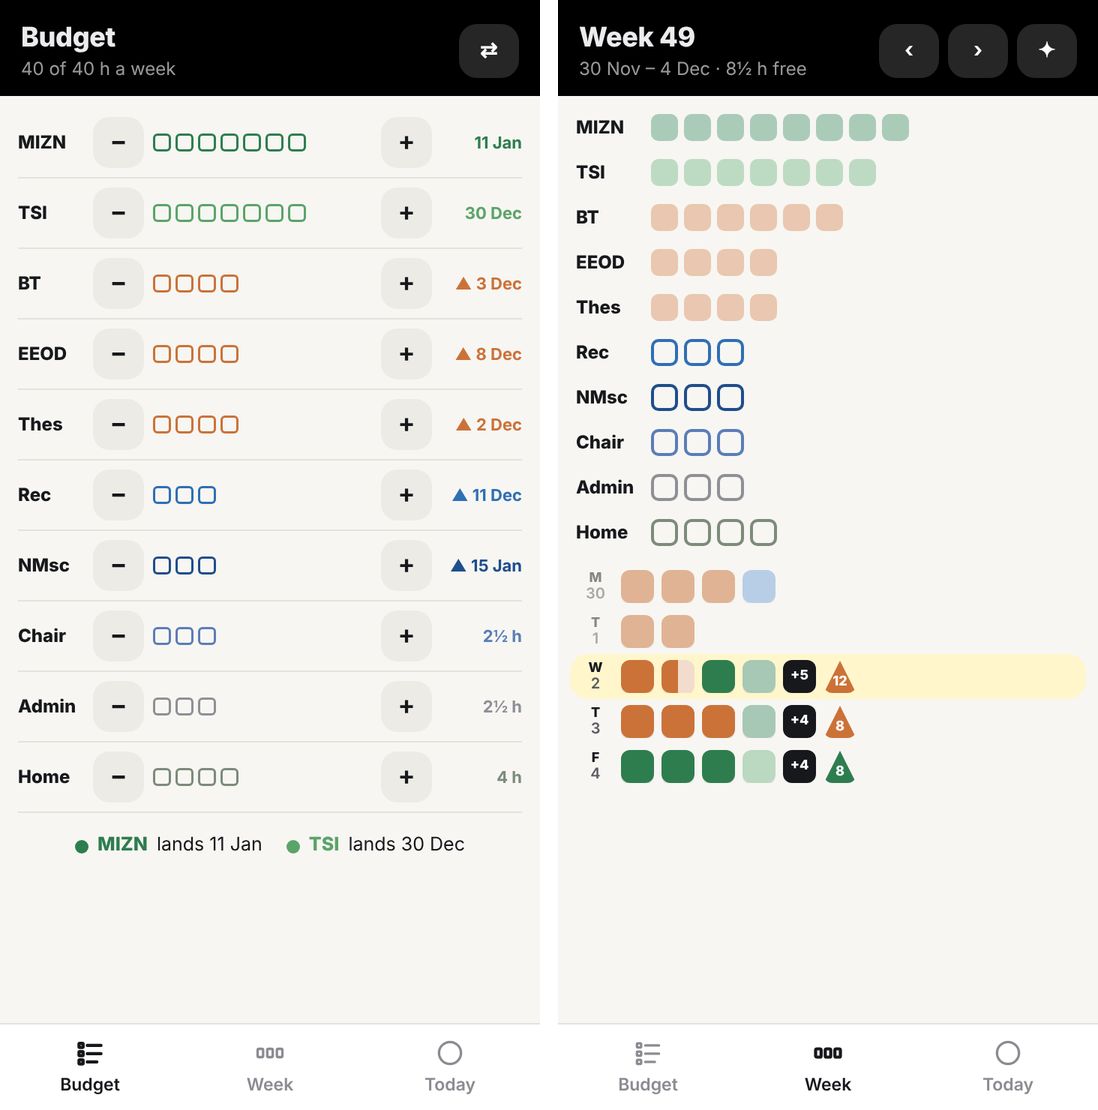 Budget
40 of 40 h a week
⇄
MIZN − + 11 Jan
TSI − + 30 Dec
BT − + ▲ 3 Dec
EEOD − + ▲ 8 Dec
Thes − + ▲ 2 Dec
Rec − + ▲ 11 Dec
NMsc − + ▲ 15 Jan
Chair − + 2½ h
Admin − + 2½ h
Home − + 4 h
● MIZN lands 11 Jan ● TSI lands 30 Dec
Budget Week Today
Week 49
30 Nov – 4 Dec · 8½ h free
‹ › ✦
MIZN
TSI
BT
EEOD
Thes
Rec
NMsc
Chair
Admin
Home
M
30
T
1
W
2 +5 12
T
3 +4 8
F
4 +4 8
Budget Week Today